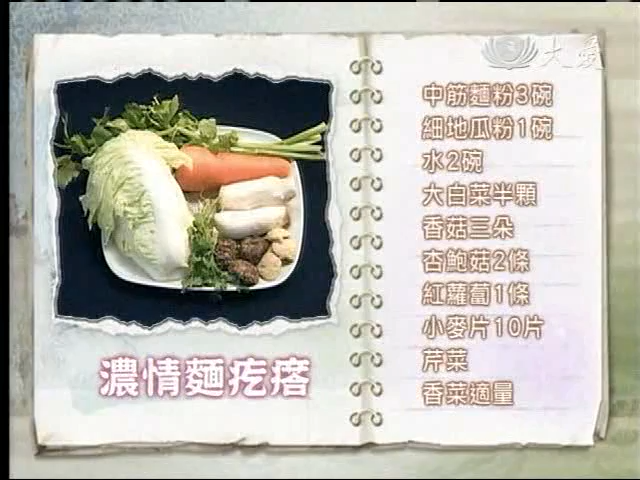 大愛
中筋麵粉3碗
細地瓜粉1碗
水2碗
大白菜半顆
香菇三朵
杏鮑菇2條
紅蘿蔔1條
小麥片10片
芹菜
香菜適量
濃情麵疙瘩